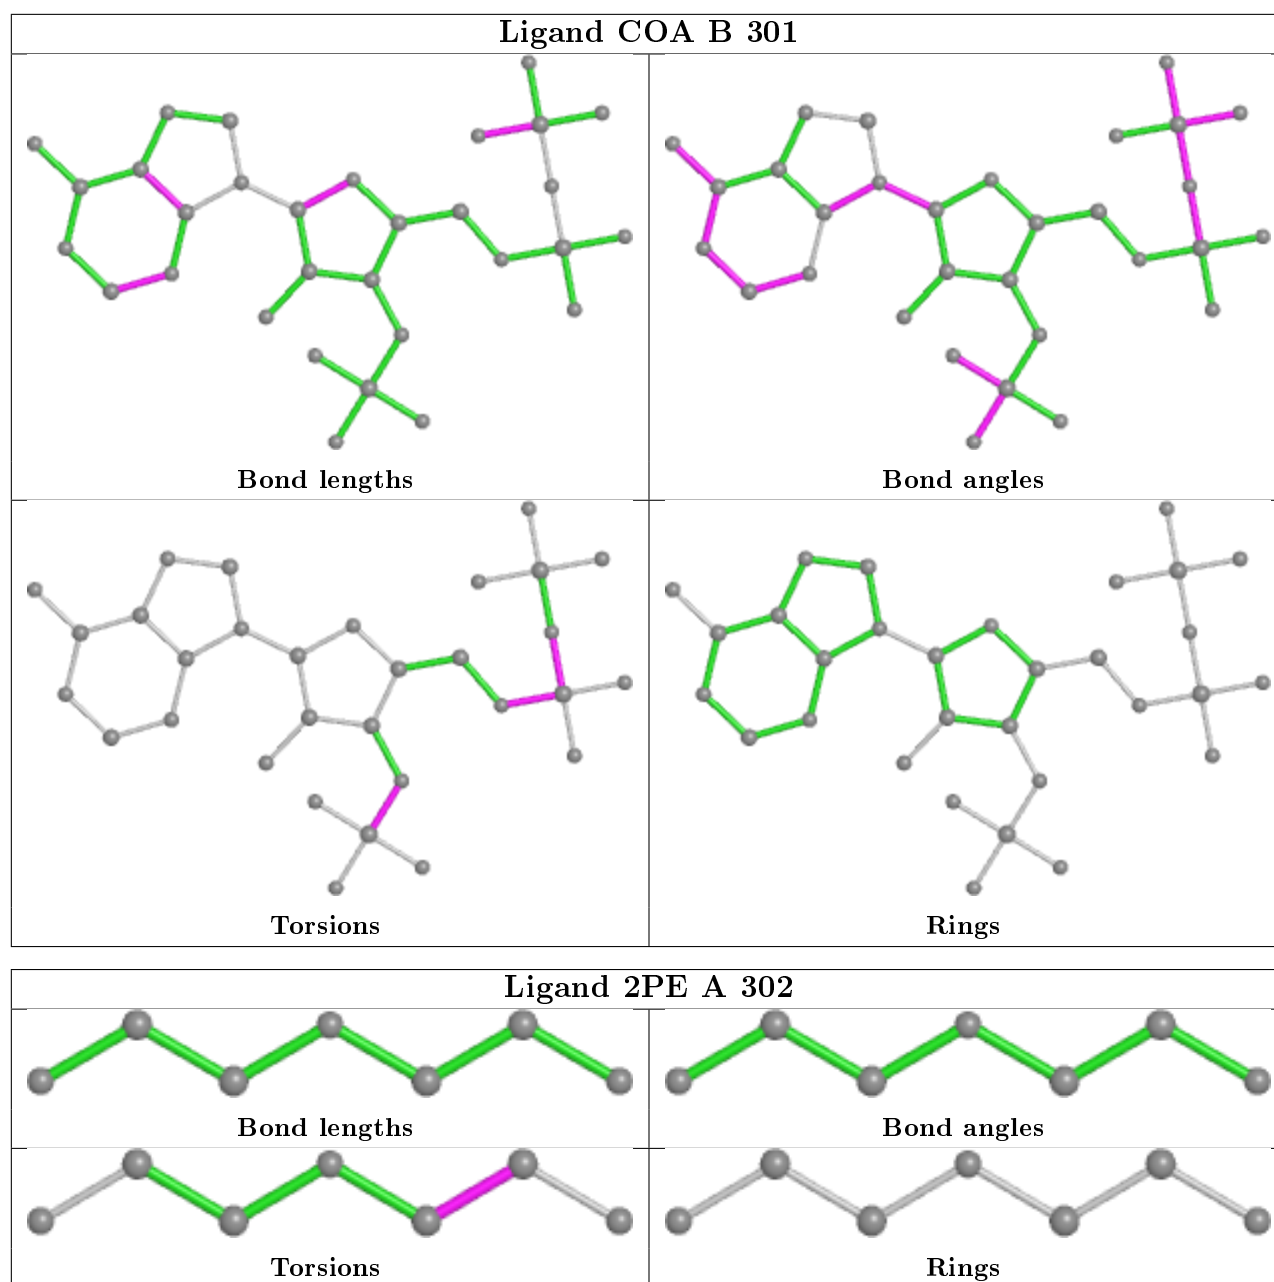 Ligand COA B 301
Bond lengths
Bond angles
Torsions
Rings
Ligand 2PE A 302
Bond lengths
Bond angles
Torsions
Rings